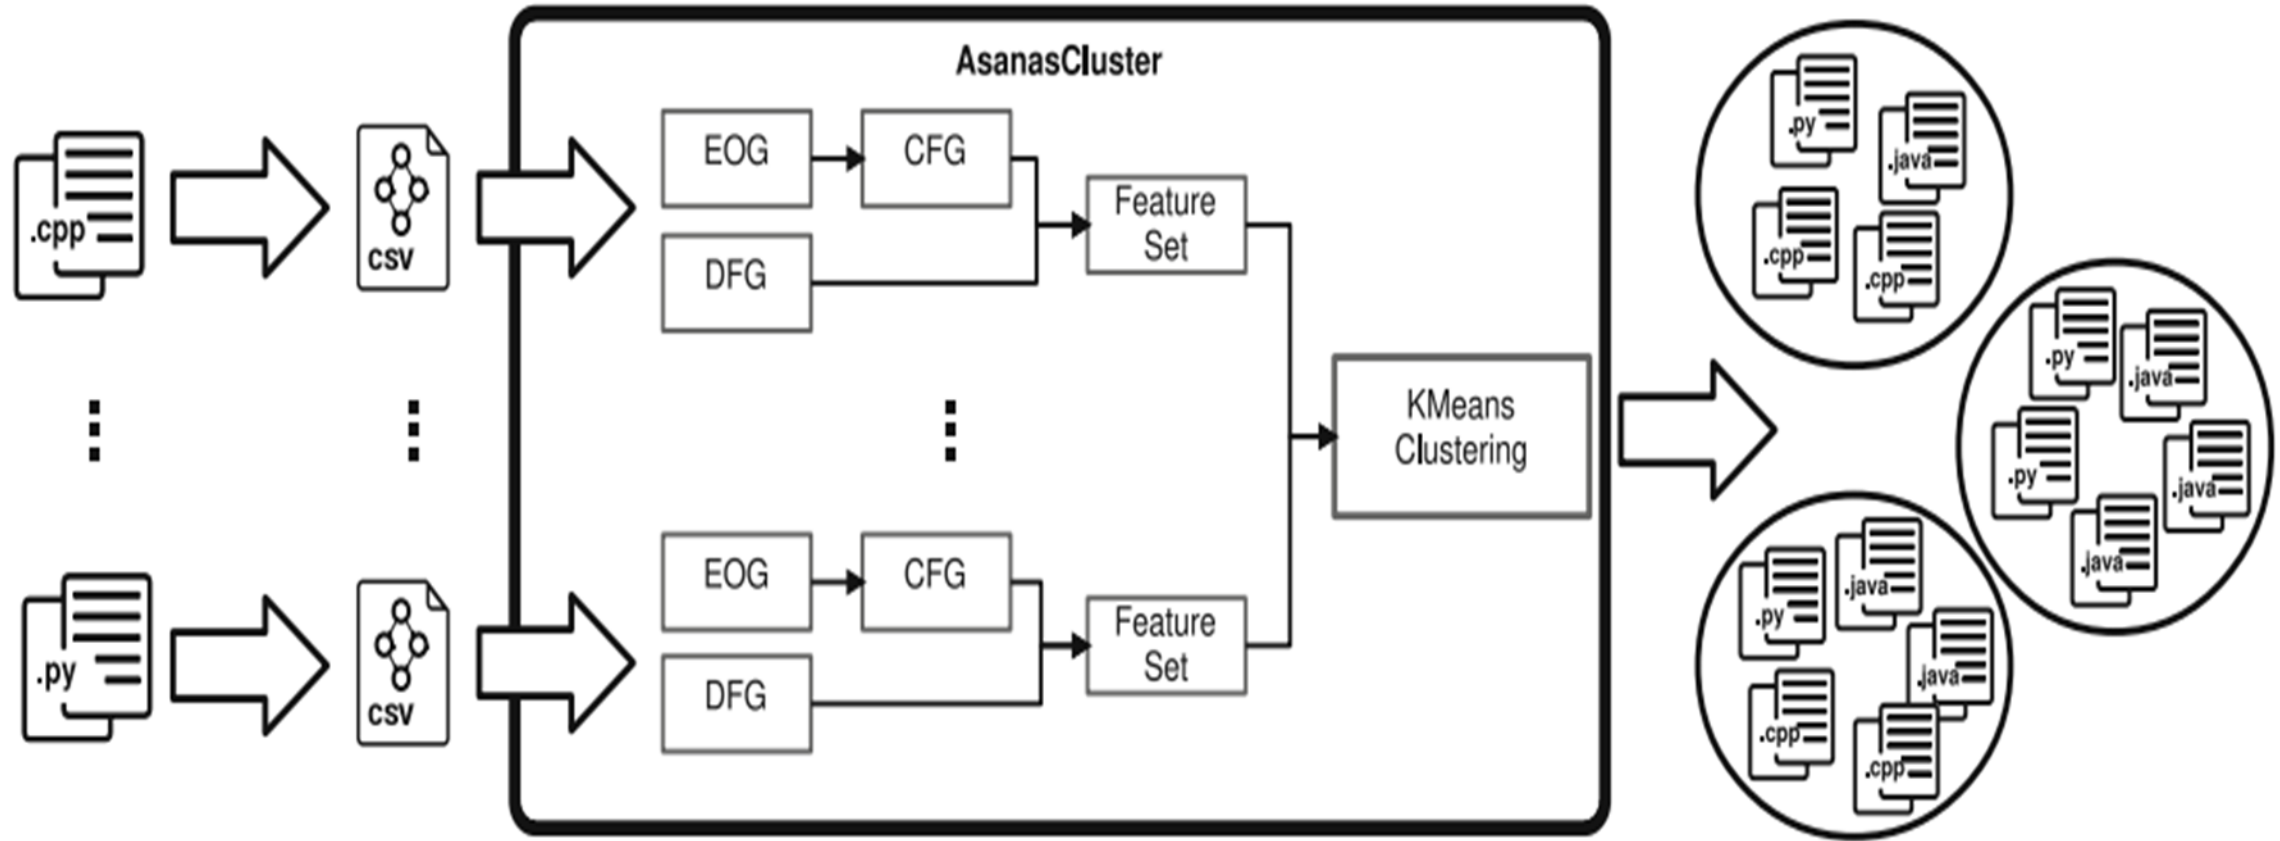 AsanasCluster
.cpp
csv
EOG
CFG
DFG
Feature
Set
.py
csv
EOG
CFG
DFG
Feature
Set
KMeans
Clustering
.py
.java
.cpp
.cpp
.py
.java
.py
.java
.java
.py
.java
.java
.cpp
.cpp